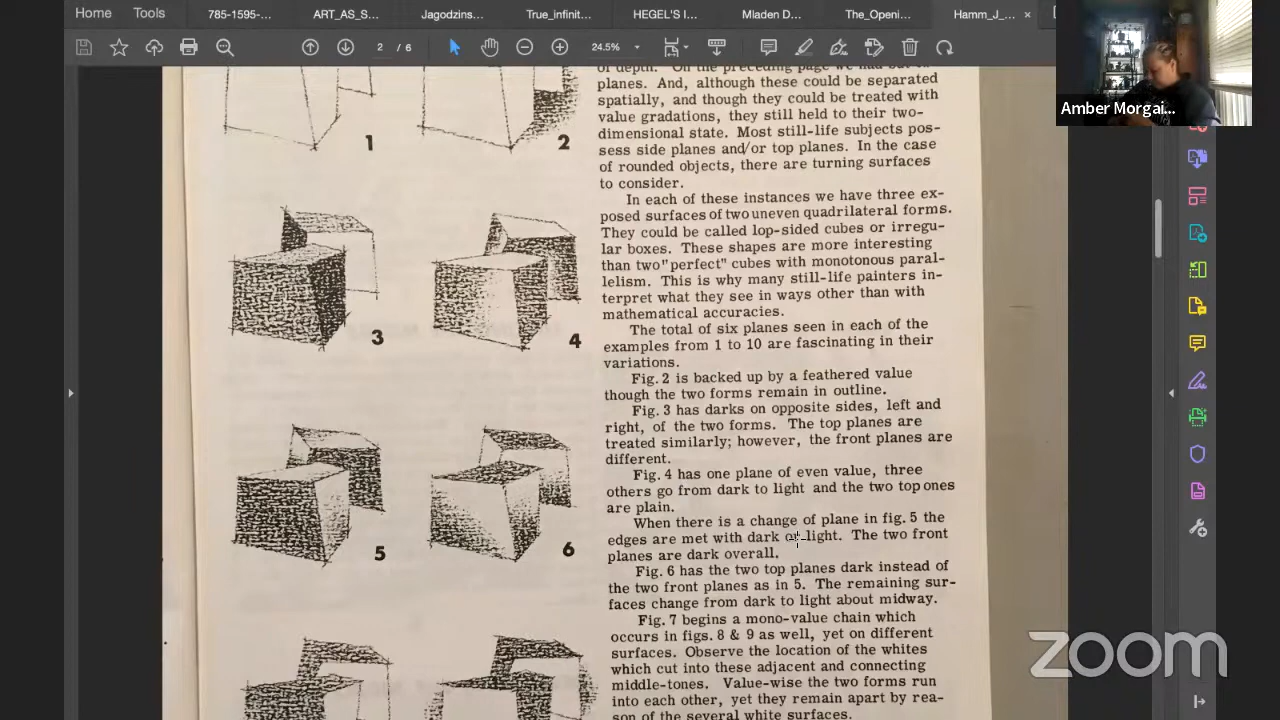 Home Tools 785-1595-... ART_AS_S... Jagodzins... True_infinit... HEGEL'S I... Mladen D... The_Openi... Hamm_J_... ×
2 / 6 24.5%
Amber Morgai...
planes. And, although these could be separated
spatially, and though they could be treated with
value gradations, they still held to their two-
dimensional state. Most still-life subjects pos-
sess side planes and/or top planes. In the case
of rounded objects, there are turning surfaces
to consider.
In each of these instances we have three ex-
posed surfaces of two uneven quadrilateral forms.
They could be called lop-sided cubes or irregu-
lar boxes. These shapes are more interesting
than two "perfect" cubes with monotonous paral-
lelism. This is why many still-life painters in-
terpret what they see in ways other than with
mathematical accuracies.
The total of six planes seen in each of the
examples from 1 to 10 are fascinating in their
variations.
Fig. 2 is backed up by a feathered value
though the two forms remain in outline.
Fig. 3 has darks on opposite sides, left and
right, of the two forms. The top planes are
treated similarly; however, the front planes are
different.
Fig. 4 has one plane of even value, three
others go from dark to light and the two top ones
are plain.
When there is a change of plane in fig. 5 the
edges are met with dark or light. The two front
planes are dark overall.
Fig. 6 has the two top planes dark instead of
the two front planes as in 5. The remaining sur-
faces change from dark to light about midway.
Fig. 7 begins a mono-value chain which
occurs in figs. 8 & 9 as well, yet on different
surfaces. Observe the location of the whites
which cut into these adjacent and connecting
middle-tones. Value-wise the two forms run
into each other, yet they remain apart by rea-
son of the several white surfaces.
1
2
3
4
5
6
zoom